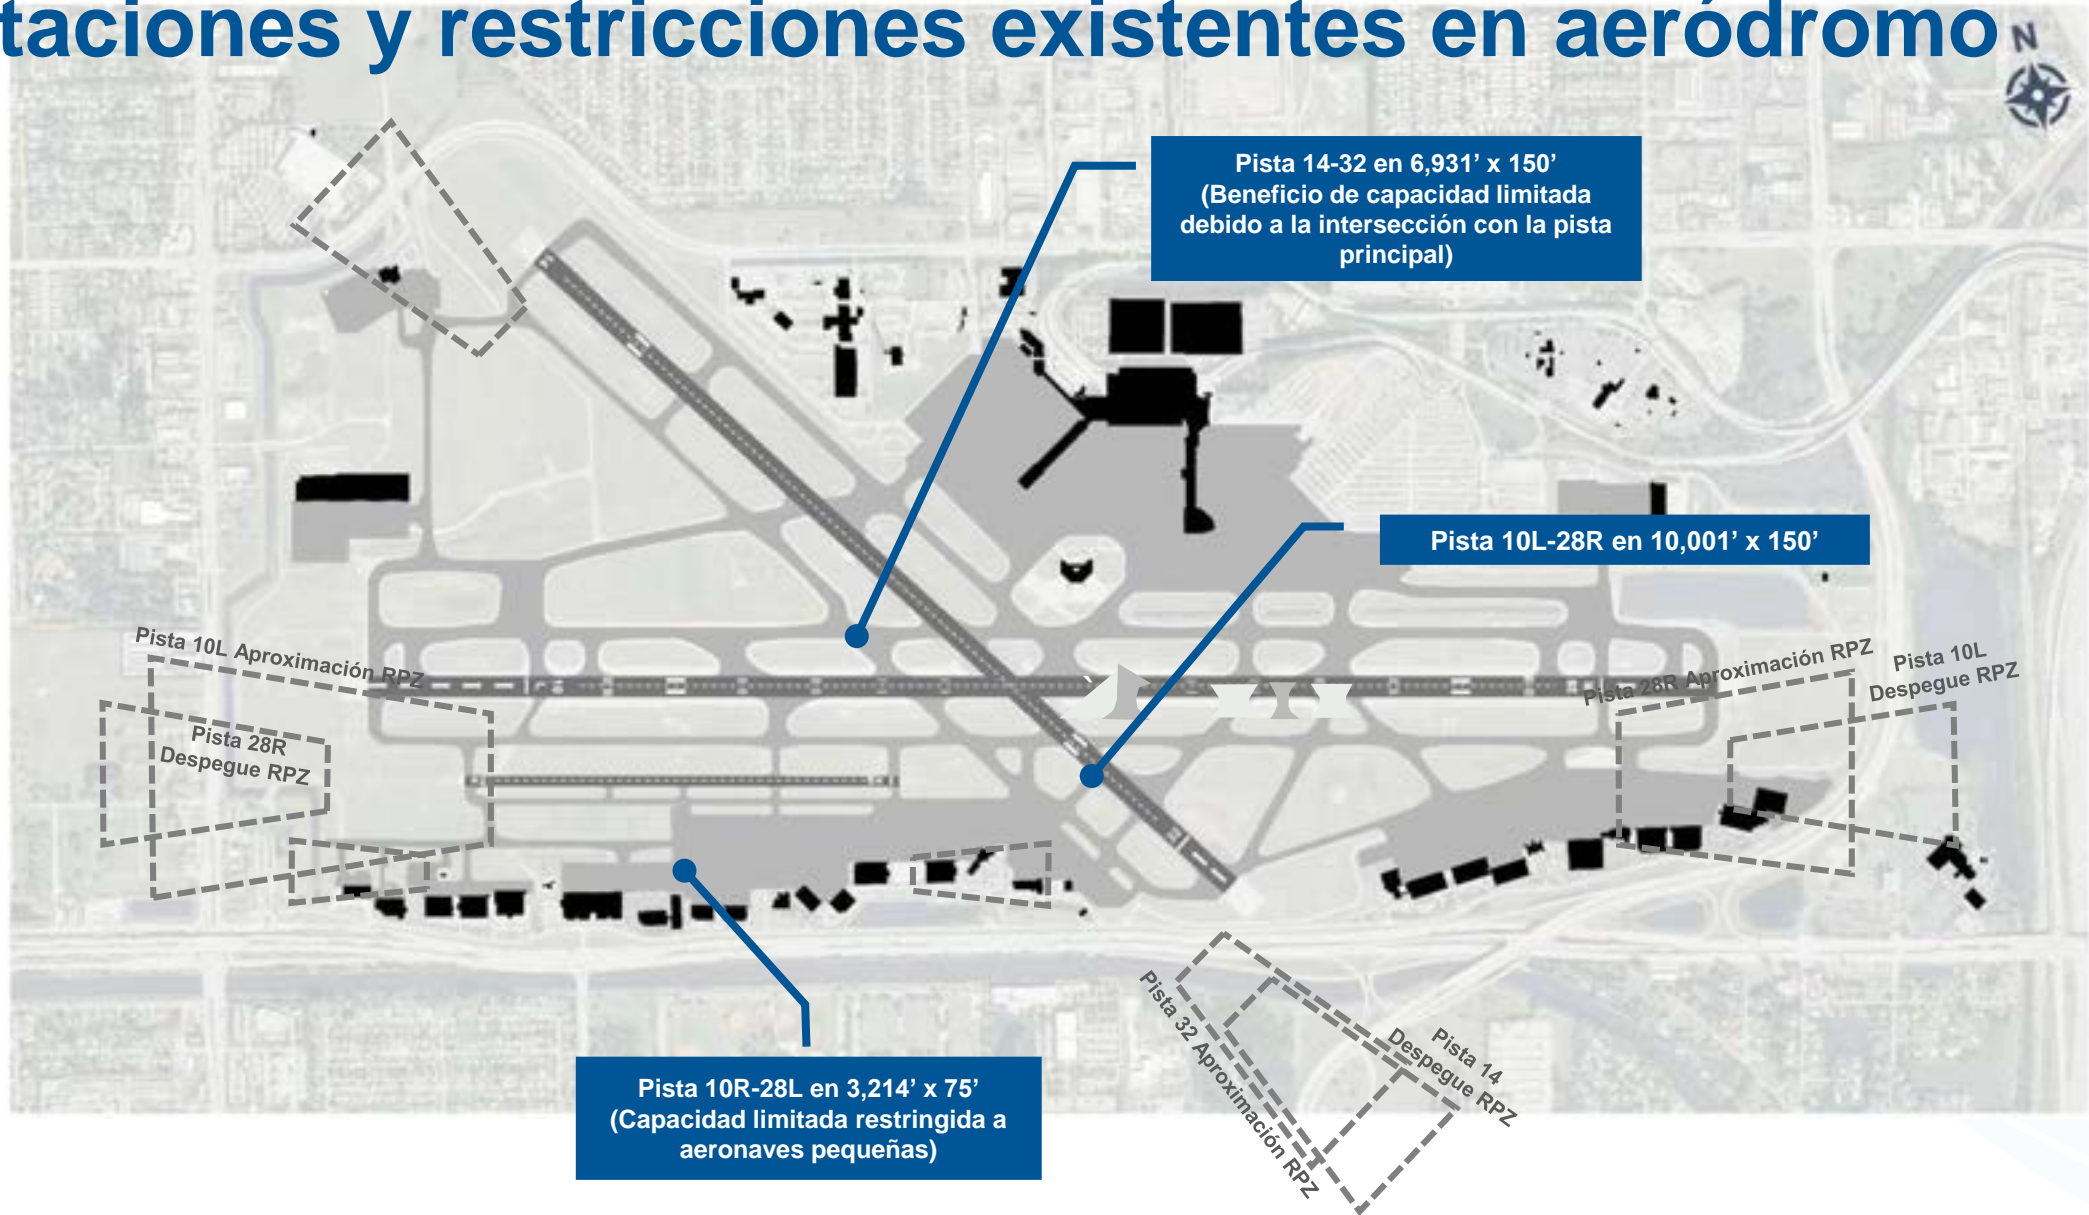 taciones y restricciones existentes en aeródromo
N
Pista 14-32 en 6,931’ x 150’
(Beneficio de capacidad limitada
debido a la intersección con la pista
principal)
Pista 10L-28R en 10,001’ x 150’
Pista 10L Aproximación RPZ
Pista 28R
Despegue RPZ
Pista 28R Aproximación RPZ
Pista 10L
Despegue RPZ
Pista 10R-28L en 3,214’ x 75’
(Capacidad limitada restringida a
aeronaves pequeñas)
Pista 32 Aproximación RPZ
Pista 14
Despegue RPZ